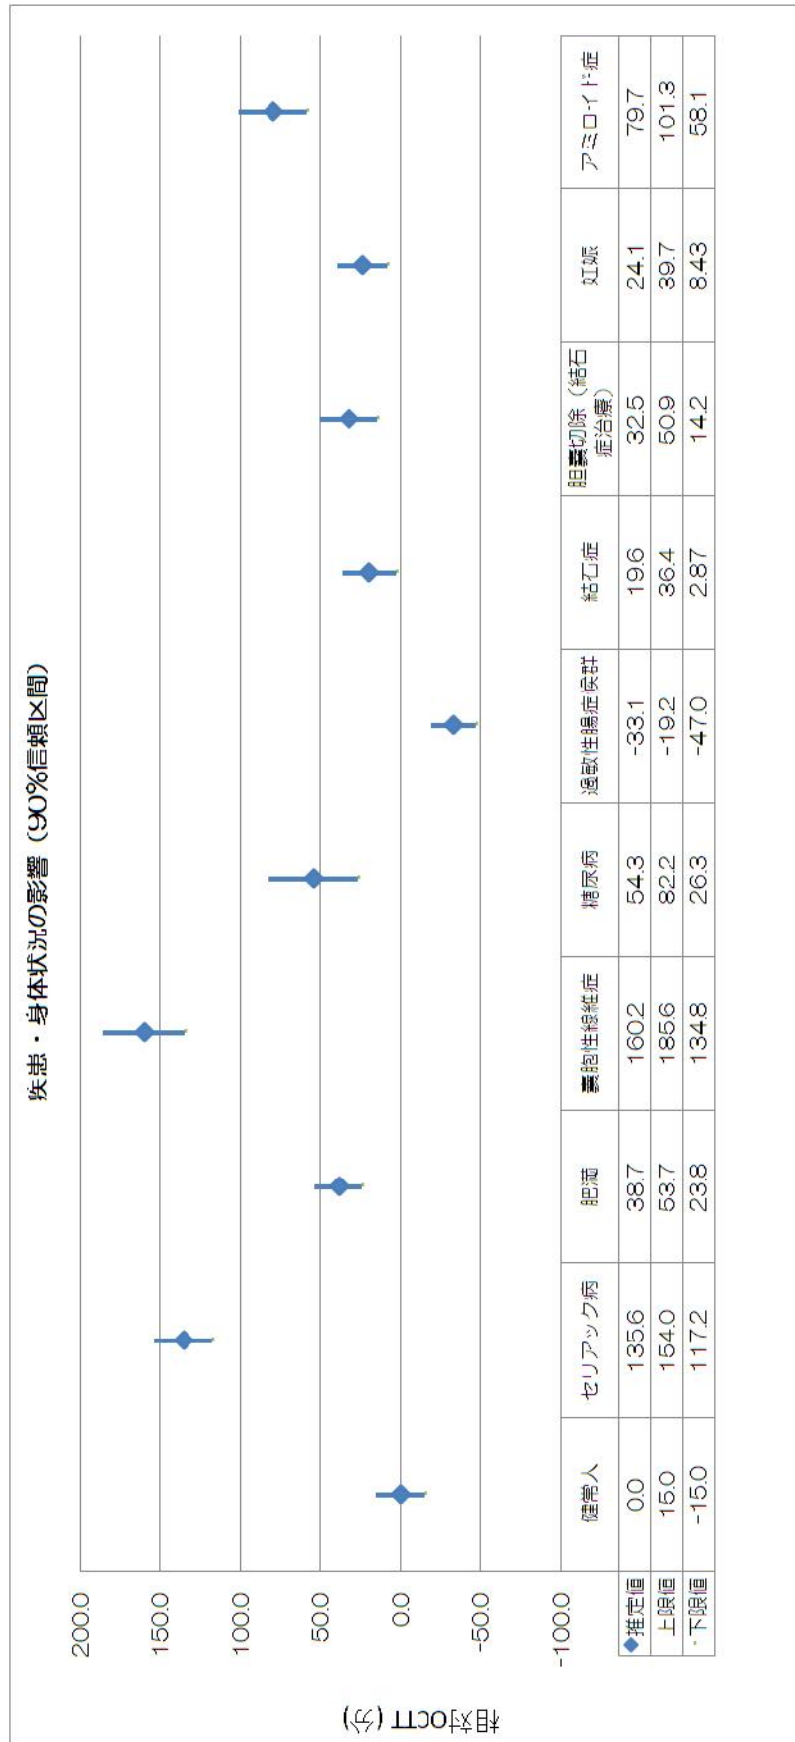 疾患・身体状況の影響（90%信頼区間）
相対OCTT（分）
200.0
150.0
100.0
50.0
0.0
-50.0
-100.0
健常人 セリアック病 肥満 嚢胞性線維症 糖尿病 過敏性腸症候群 結石症 胆嚢切除（結石症治療） 妊娠 アミロイド症
推定値 0.0 135.6 38.7 160.2 54.3 -33.1 19.6 32.5 24.1 79.7
上限値 15.0 154.0 53.7 185.6 82.2 -19.2 36.4 50.9 39.7 101.3
下限値 -15.0 117.2 23.8 134.8 26.3 -47.0 2.87 14.2 8.43 58.1